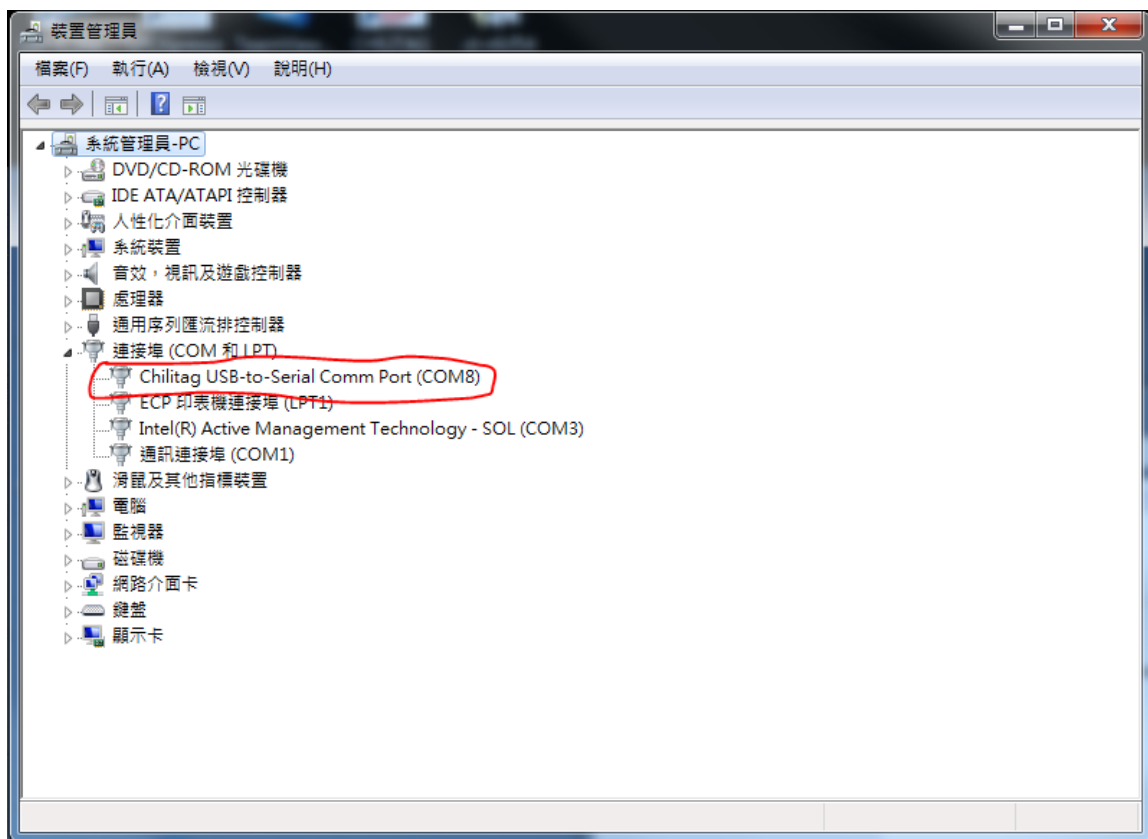 裝置管理員
檔案(F) 執行(A) 檢視(V) 說明(H)
系統管理員-PC
DVD/CD-ROM 光碟機
IDE ATA/ATAPI 控制器
人性化介面裝置
系統裝置
音效，視訊及遊戲控制器
處理器
通用序列匯流排控制器
連接埠 (COM 和 LPT)
Chilitag USB-to-Serial Comm Port (COM8)
ECP 印表機連接埠 (LPT1)
Intel(R) Active Management Technology - SOL (COM3)
通訊連接埠 (COM1)
滑鼠及其他指標裝置
電腦
監視器
磁碟機
網路介面卡
鍵盤
顯示卡